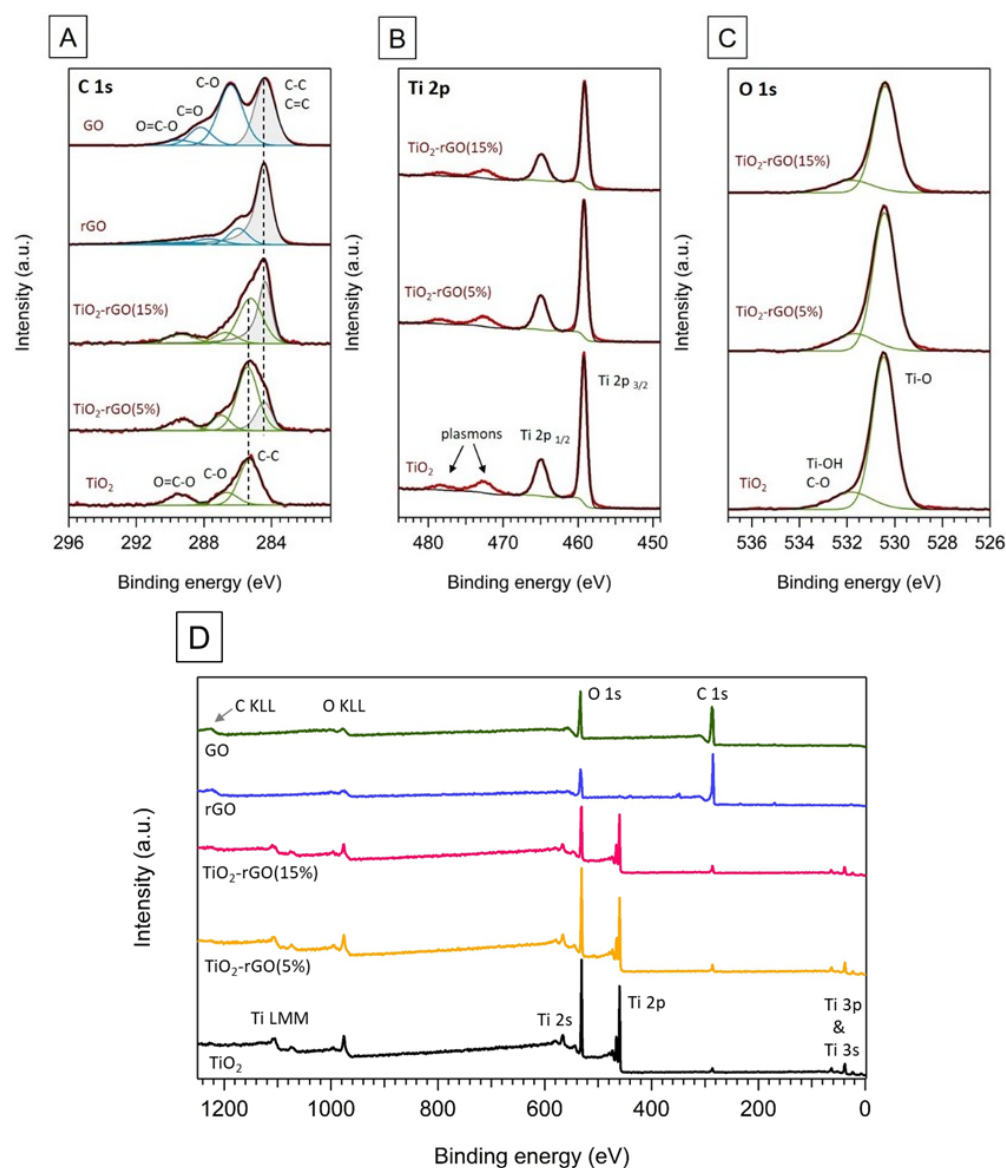 A
B
C
C 1s
C-O
C-C
C=C
C=O
O=C-O
GO
rGO
TiO₂-rGO(15%)
TiO₂-rGO(5%)
O=C-O
C-O
C-C
TiO₂
Intensity (a.u.)
296 292 288 284
Binding energy (eV)
Ti 2p
TiO₂-rGO(15%)
TiO₂-rGO(5%)
Ti 2p 3/2
plasmons
Ti 2p 1/2
TiO₂
Intensity (a.u.)
480 470 460 450
Binding energy (eV)
O 1s
TiO₂-rGO(15%)
TiO₂-rGO(5%)
Ti-O
Ti-OH
C-O
TiO₂
Intensity (a.u.)
536 534 532 530 528 526
Binding energy (eV)
D
C KLL
O KLL
O 1s
C 1s
GO
rGO
TiO₂-rGO(15%)
TiO₂-rGO(5%)
Ti LMM
Ti 2s
Ti 2p
Ti 3p
&
Ti 3s
TiO₂
Intensity (a.u.)
1200 1000 800 600 400 200 0
Binding energy (eV)